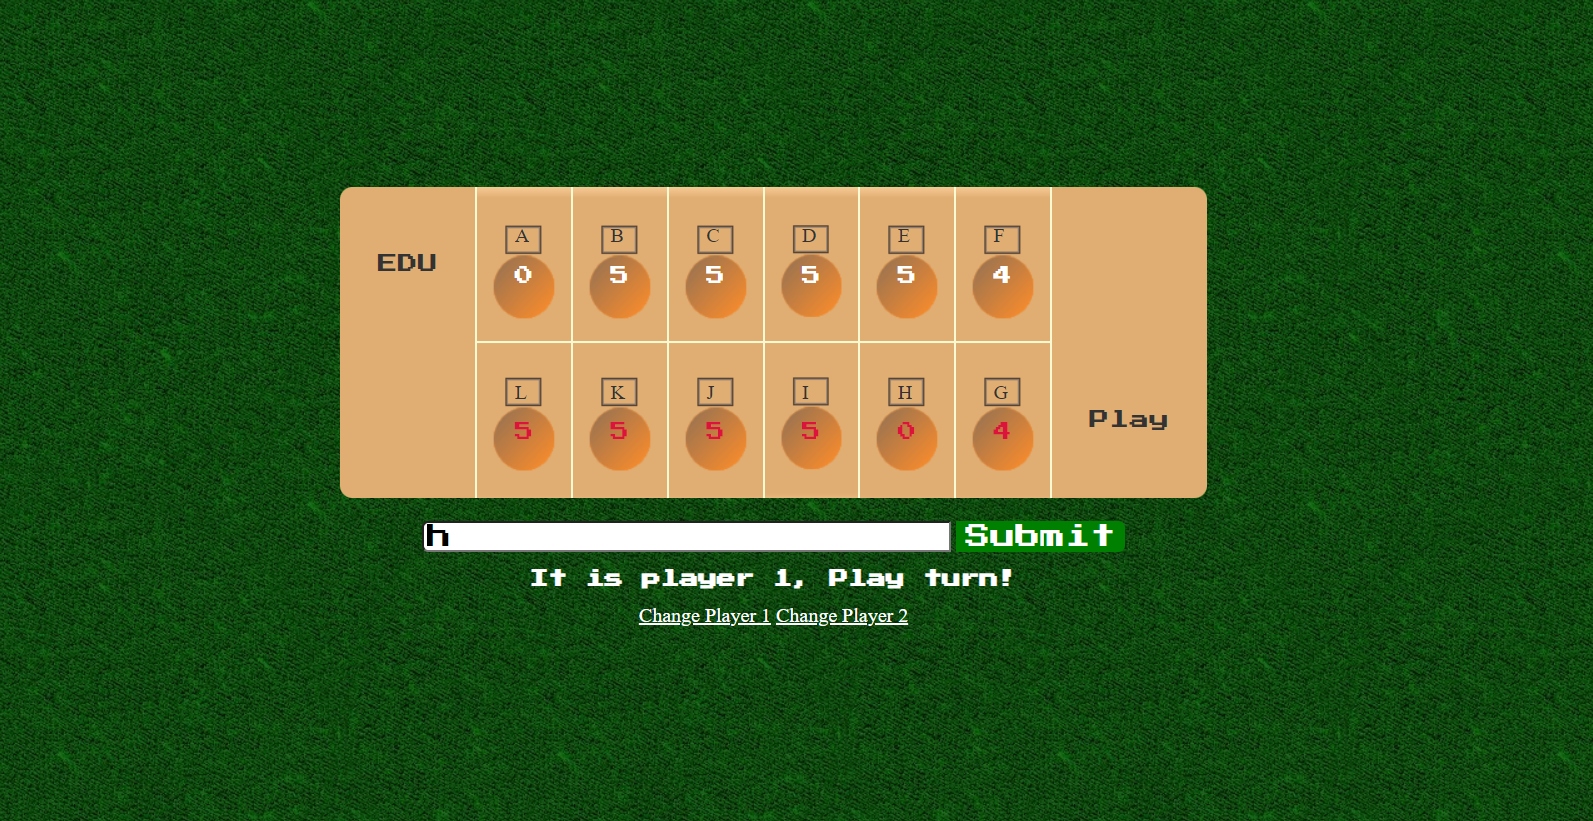 A B C D E F
EDU 0 5 5 5 5 4
L K J I H G
5 5 5 5 0 4 Play
h Submit
It is player 1, Play turn!
Change Player 1 Change Player 2